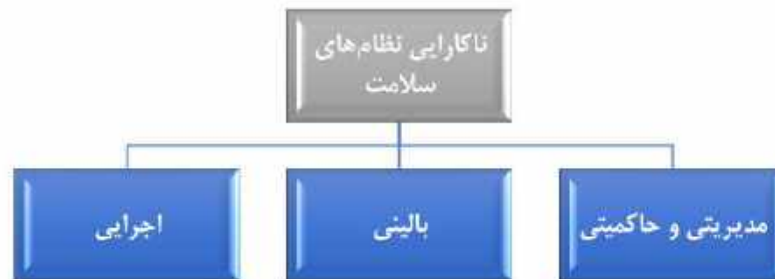 ناکارایی نظام‌های
سلامت
مدیریتی و حاکمیتی
بالینی
اجرایی